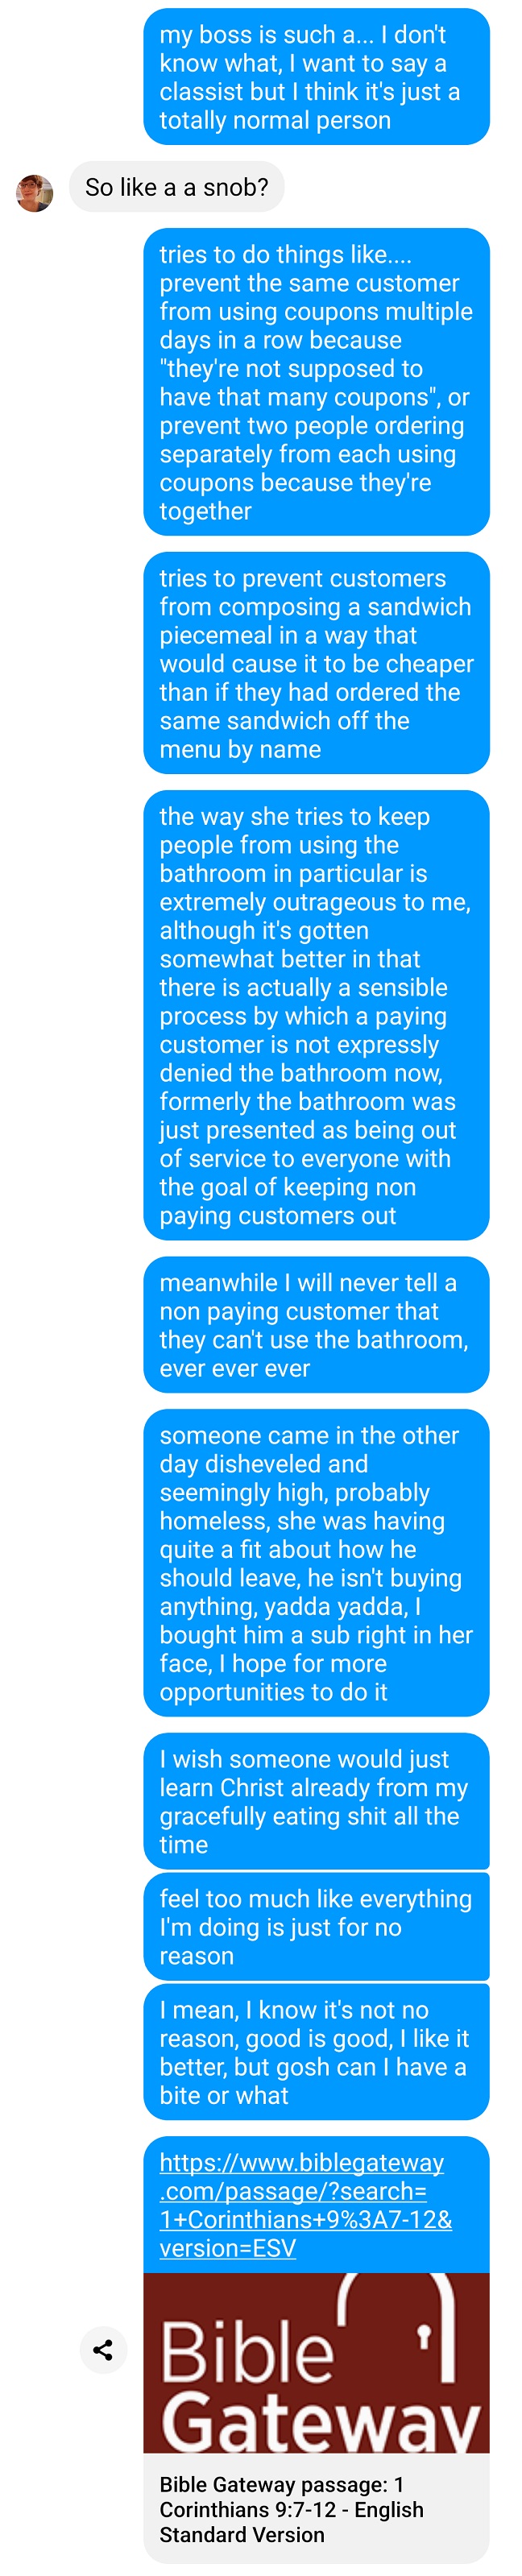 my boss is such a... I don't
know what, I want to say a
classist but I think it's just a
totally normal person
So like a a snob?
tries to do things like....
prevent the same customer
from using coupons multiple
days in a row because
"they're not supposed to
have that many coupons", or
prevent two people ordering
separately from each using
coupons because they're
together
tries to prevent customers
from composing a sandwich
piecemeal in a way that
would cause it to be cheaper
than if they had ordered the
same sandwich off the
menu by name
the way she tries to keep
people from using the
bathroom in particular is
extremely outrageous to me,
although it's gotten
somewhat better in that
there is actually a sensible
process by which a paying
customer is not expressly
denied the bathroom now,
formerly the bathroom was
just presented as being out
of service to everyone with
the goal of keeping non
paying customers out
meanwhile I will never tell a
non paying customer that
they can't use the bathroom,
ever ever ever
someone came in the other
day disheveled and
seemingly high, probably
homeless, she was having
quite a fit about how he
should leave, he isn't buying
anything, yadda yadda, I
bought him a sub right in her
face, I hope for more
opportunities to do it
I wish someone would just
learn Christ already from my
gracefully eating shit all the
time
feel too much like everything
I'm doing is just for no
reason
I mean, I know it's not no
reason, good is good, I like it
better, but gosh can I have a
bite or what
https://www.biblegateway
.com/passage/?search=
1+Corinthians+9%3A7-12&
version=ESV
Bible
Gateway
Bible Gateway passage: 1
Corinthians 9:7-12 - English
Standard Version